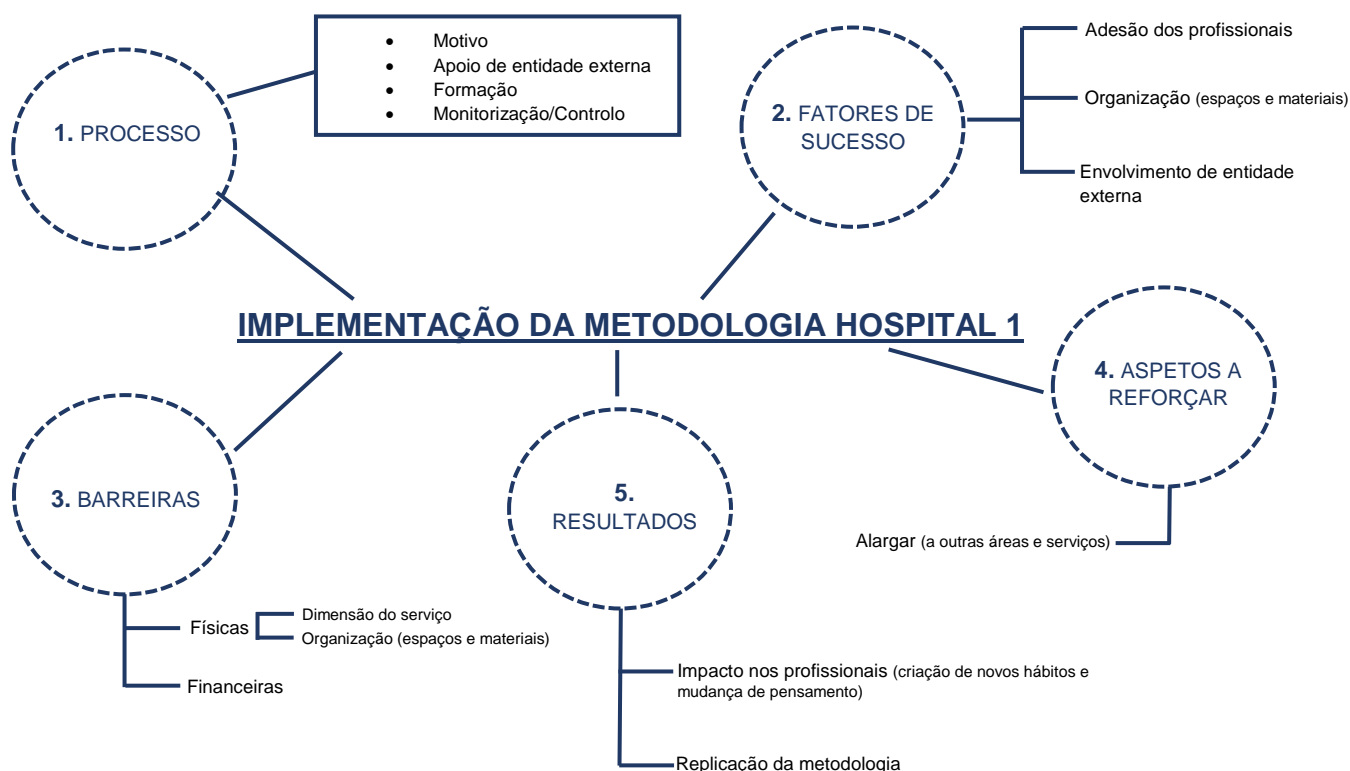 1. PROCESSO
• Motivo
• Apoio de entidade externa
• Formação
• Monitorização/Controlo
2. FATORES DE
SUCESSO
Adesão dos profissionais
Organização (espaços e materiais)
Envolvimento de entidade
externa
IMPLEMENTAÇÃO DA METODOLOGIA HOSPITAL 1
3. BARREIRAS
Físicas
Dimensão do serviço
Organização (espaços e materiais)
Financeiras
4. ASPETOS A
REFORÇAR
Alargar (a outras áreas e serviços)
5.
RESULTADOS
Impacto nos profissionais (criação de novos hábitos e
mudança de pensamento)
Replicação da metodologia